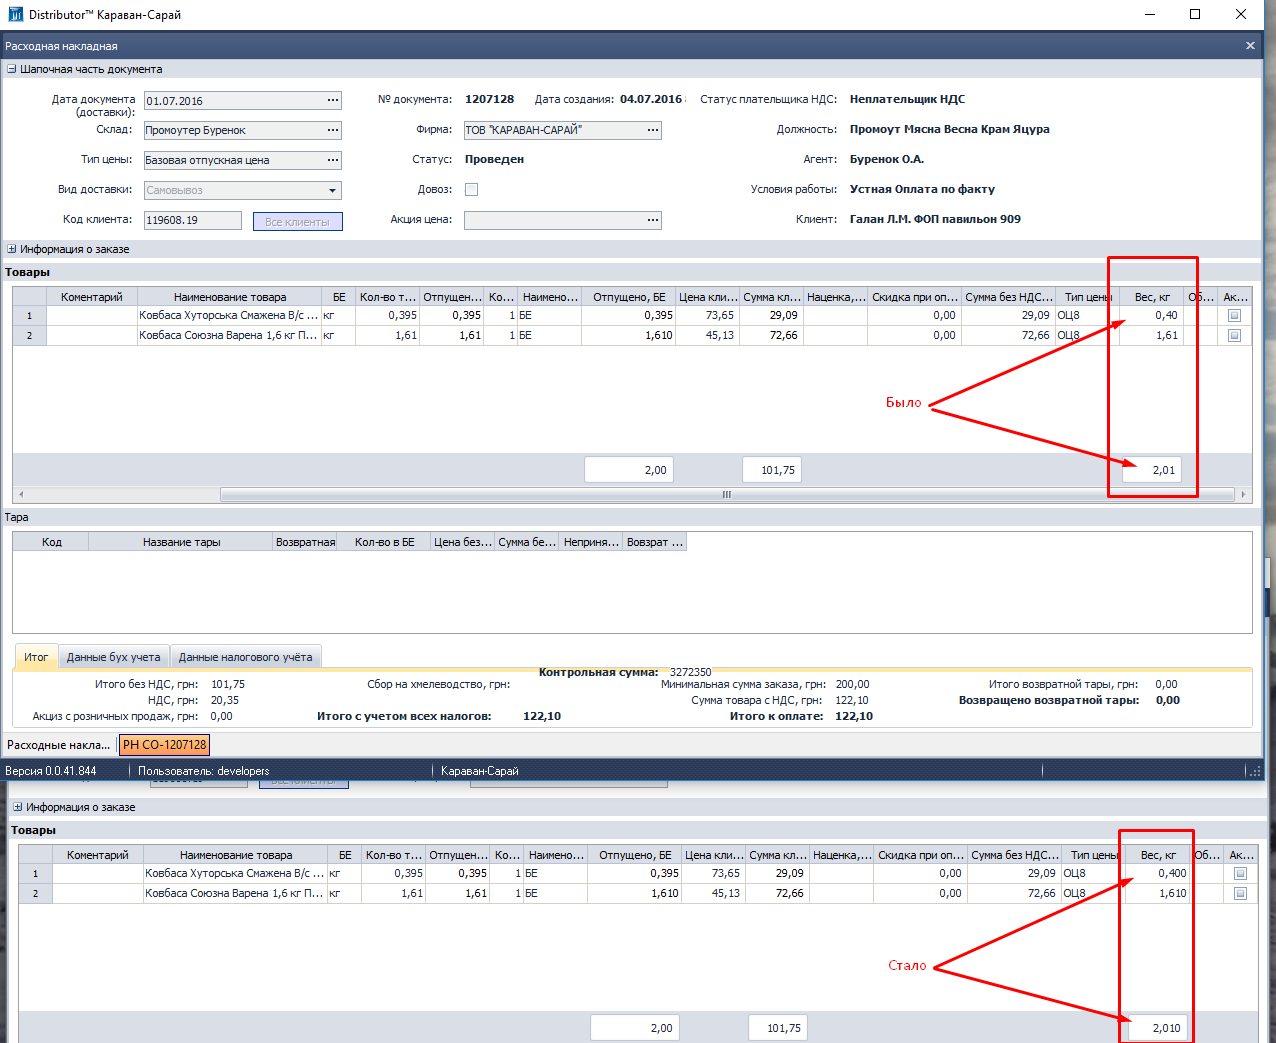 Distributor™ Караван-Сарай
Расходная накладная
Шапочная часть документа
Дата документа (доставки): 01.07.2016 № документа: 1207128 Дата создания: 04.07.2016 Статус плательщика НДС: Неплательщик НДС
Склад: Промоутер Буренок Фирма: ТОВ "КАРАВАН-САРАЙ" Должность: Промоут Мясна Весна Крам Яцура
Тип цены: Базовая отпускная цена Статус: Проведен Агент: Буренок О.А.
Вид доставки: Самовывоз Довоз: Условия работы: Устная Оплата по факту
Код клиента: 119608.19 Все клиенты Акция цена: Клиент: Галан Л.М. ФОП павильон 909
Информация о заказе
Товары
Коментарий Наименование товара БЕ Кол-во т... Отпущен... Ко... Наимено... Отпущено, БЕ Цена кли... Сумма кл... Наценка,... Скидка при оп... Сумма без НДС... Тип цены Вес, кг Об... Ак...
1 Ковбаса Хуторська Смажена В/с ... кг 0,395 0,395 1 БЕ 0,395 73,65 29,09 0,00 29,09 ОЦ8 0,40
2 Ковбаса Союзна Варена 1,6 кг П... кг 1,61 1,61 1 БЕ 1,610 45,13 72,66 0,00 72,66 ОЦ8 1,61
Было
2,00 101,75 2,01
Тара
Код Название тары Возвратная Кол-во в БЕ Цена без... Сумма бе... Неприня... Вовзрат ...
Итог Данные бух учета Данные налогового учёта
Контрольная сумма: 3272350
Итого без НДС, грн: 101,75 Сбор на хмелеводство, грн: Минимальная сумма заказа, грн: 200,00 Итого возвратной тары, грн: 0,00
НДС, грн: 20,35 Сумма товара с НДС, грн: 122,10 Возвращено возвратной тары: 0,00
Акциз с розничных продаж, грн: 0,00 Итого с учетом всех налогов: 122,10 Итого к оплате: 122,10
Расходные накла... РН СО-1207128
Версия 0.0.41.844 Пользователь: developers Караван-Сарай
Информация о заказе
Товары
Коментарий Наименование товара БЕ Кол-во т... Отпущен... Ко... Наимено... Отпущено, БЕ Цена кли... Сумма кл... Наценка,... Скидка при оп... Сумма без НДС... Тип цены Вес, кг Об... Ак...
1 Ковбаса Хуторська Смажена В/с ... кг 0,395 0,395 1 БЕ 0,395 73,65 29,09 0,00 29,09 ОЦ8 0,400
2 Ковбаса Союзна Варена 1,6 кг П... кг 1,61 1,61 1 БЕ 1,610 45,13 72,66 0,00 72,66 ОЦ8 1,610
Стало
2,00 101,75 2,010